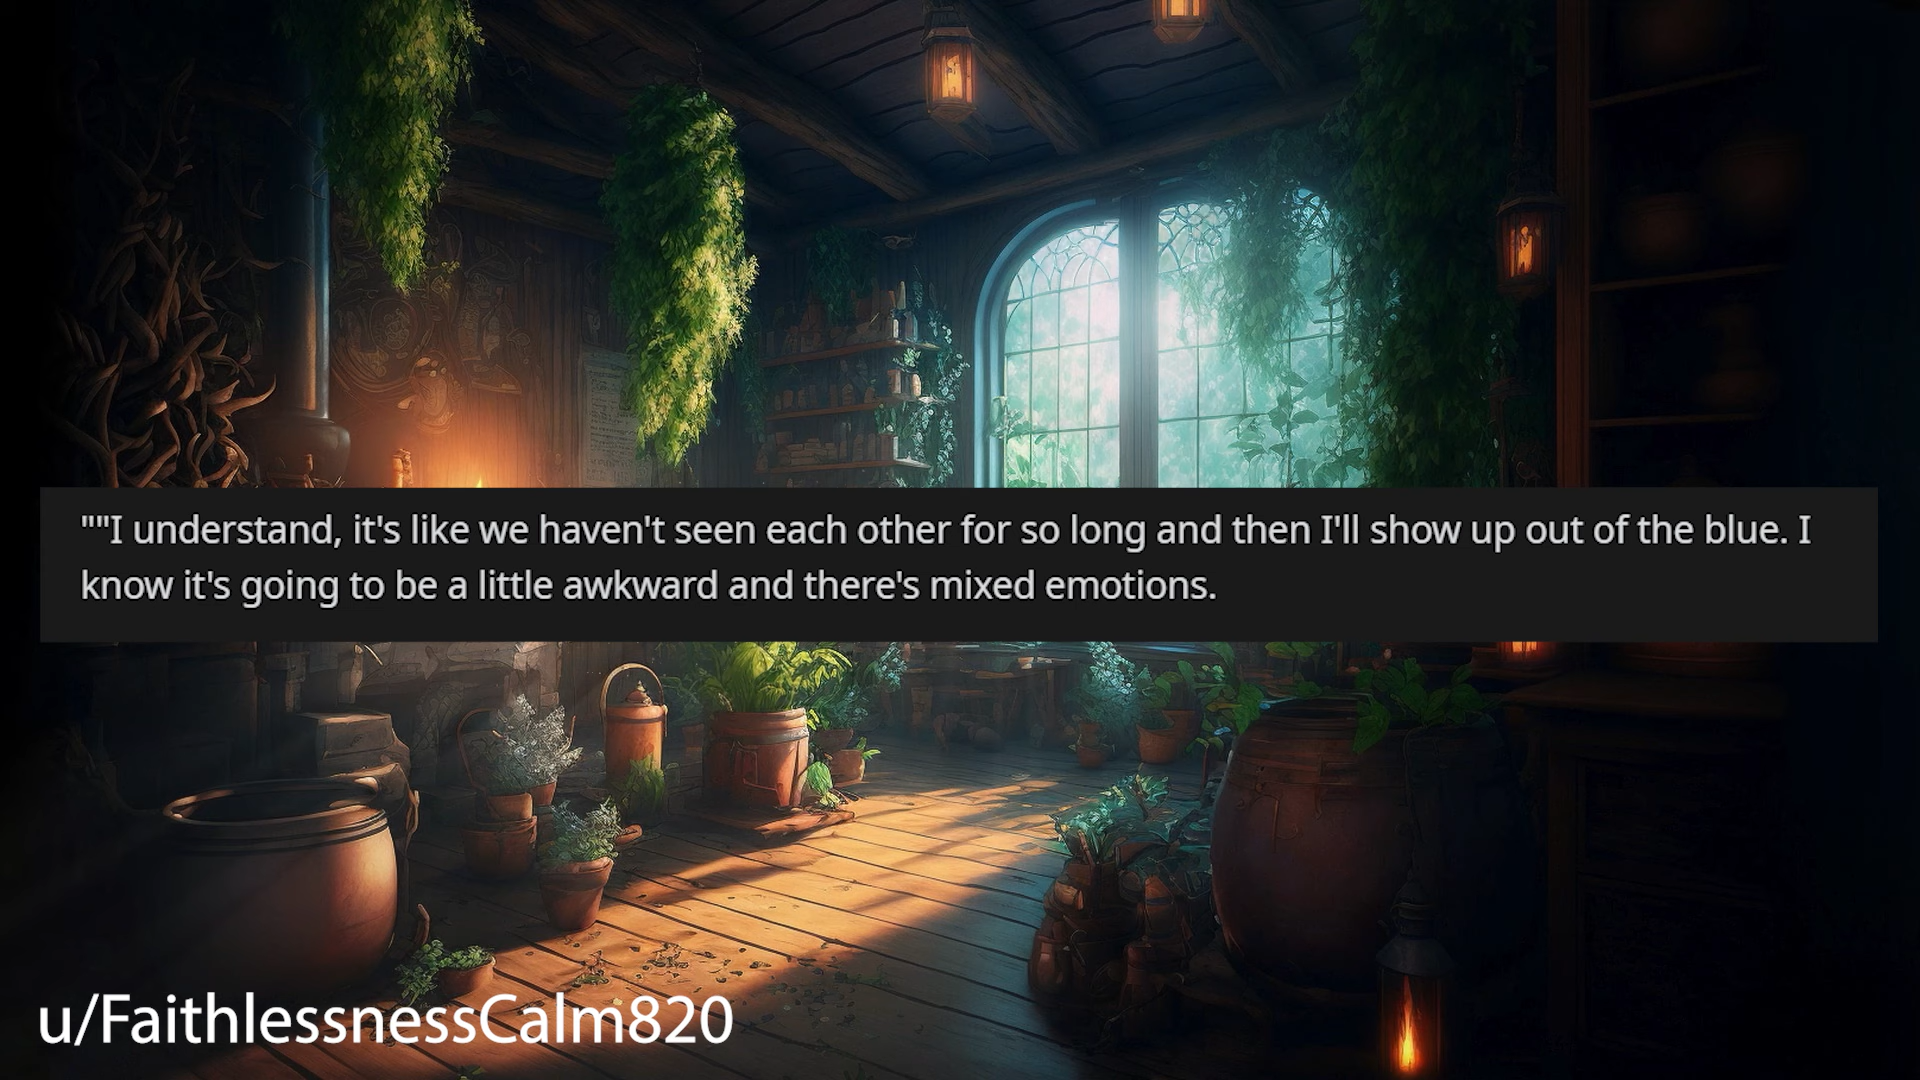 ""I understand, it's like we haven't seen each other for so long and then I'll show up out of the blue. I
know it's going to be a little awkward and there's mixed emotions.
u/FaithlessnessCalm820